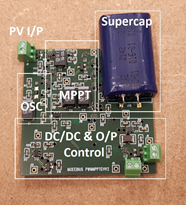 Supercap
PV I/P
MPPT
OSC
DC/DC & O/P
Control